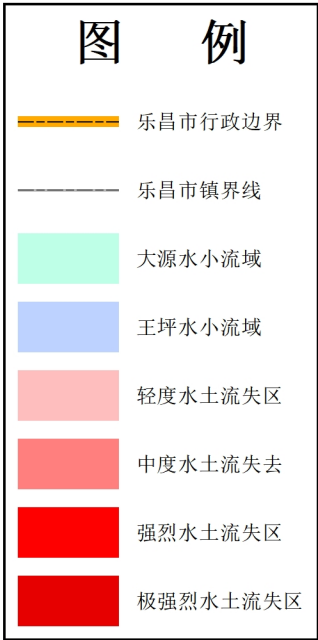 图 例
乐昌市行政边界
乐昌市镇界线
大源水小流域
王坪水小流域
轻度水土流失区
中度水土流失去
强烈水土流失区
极强烈水土流失区